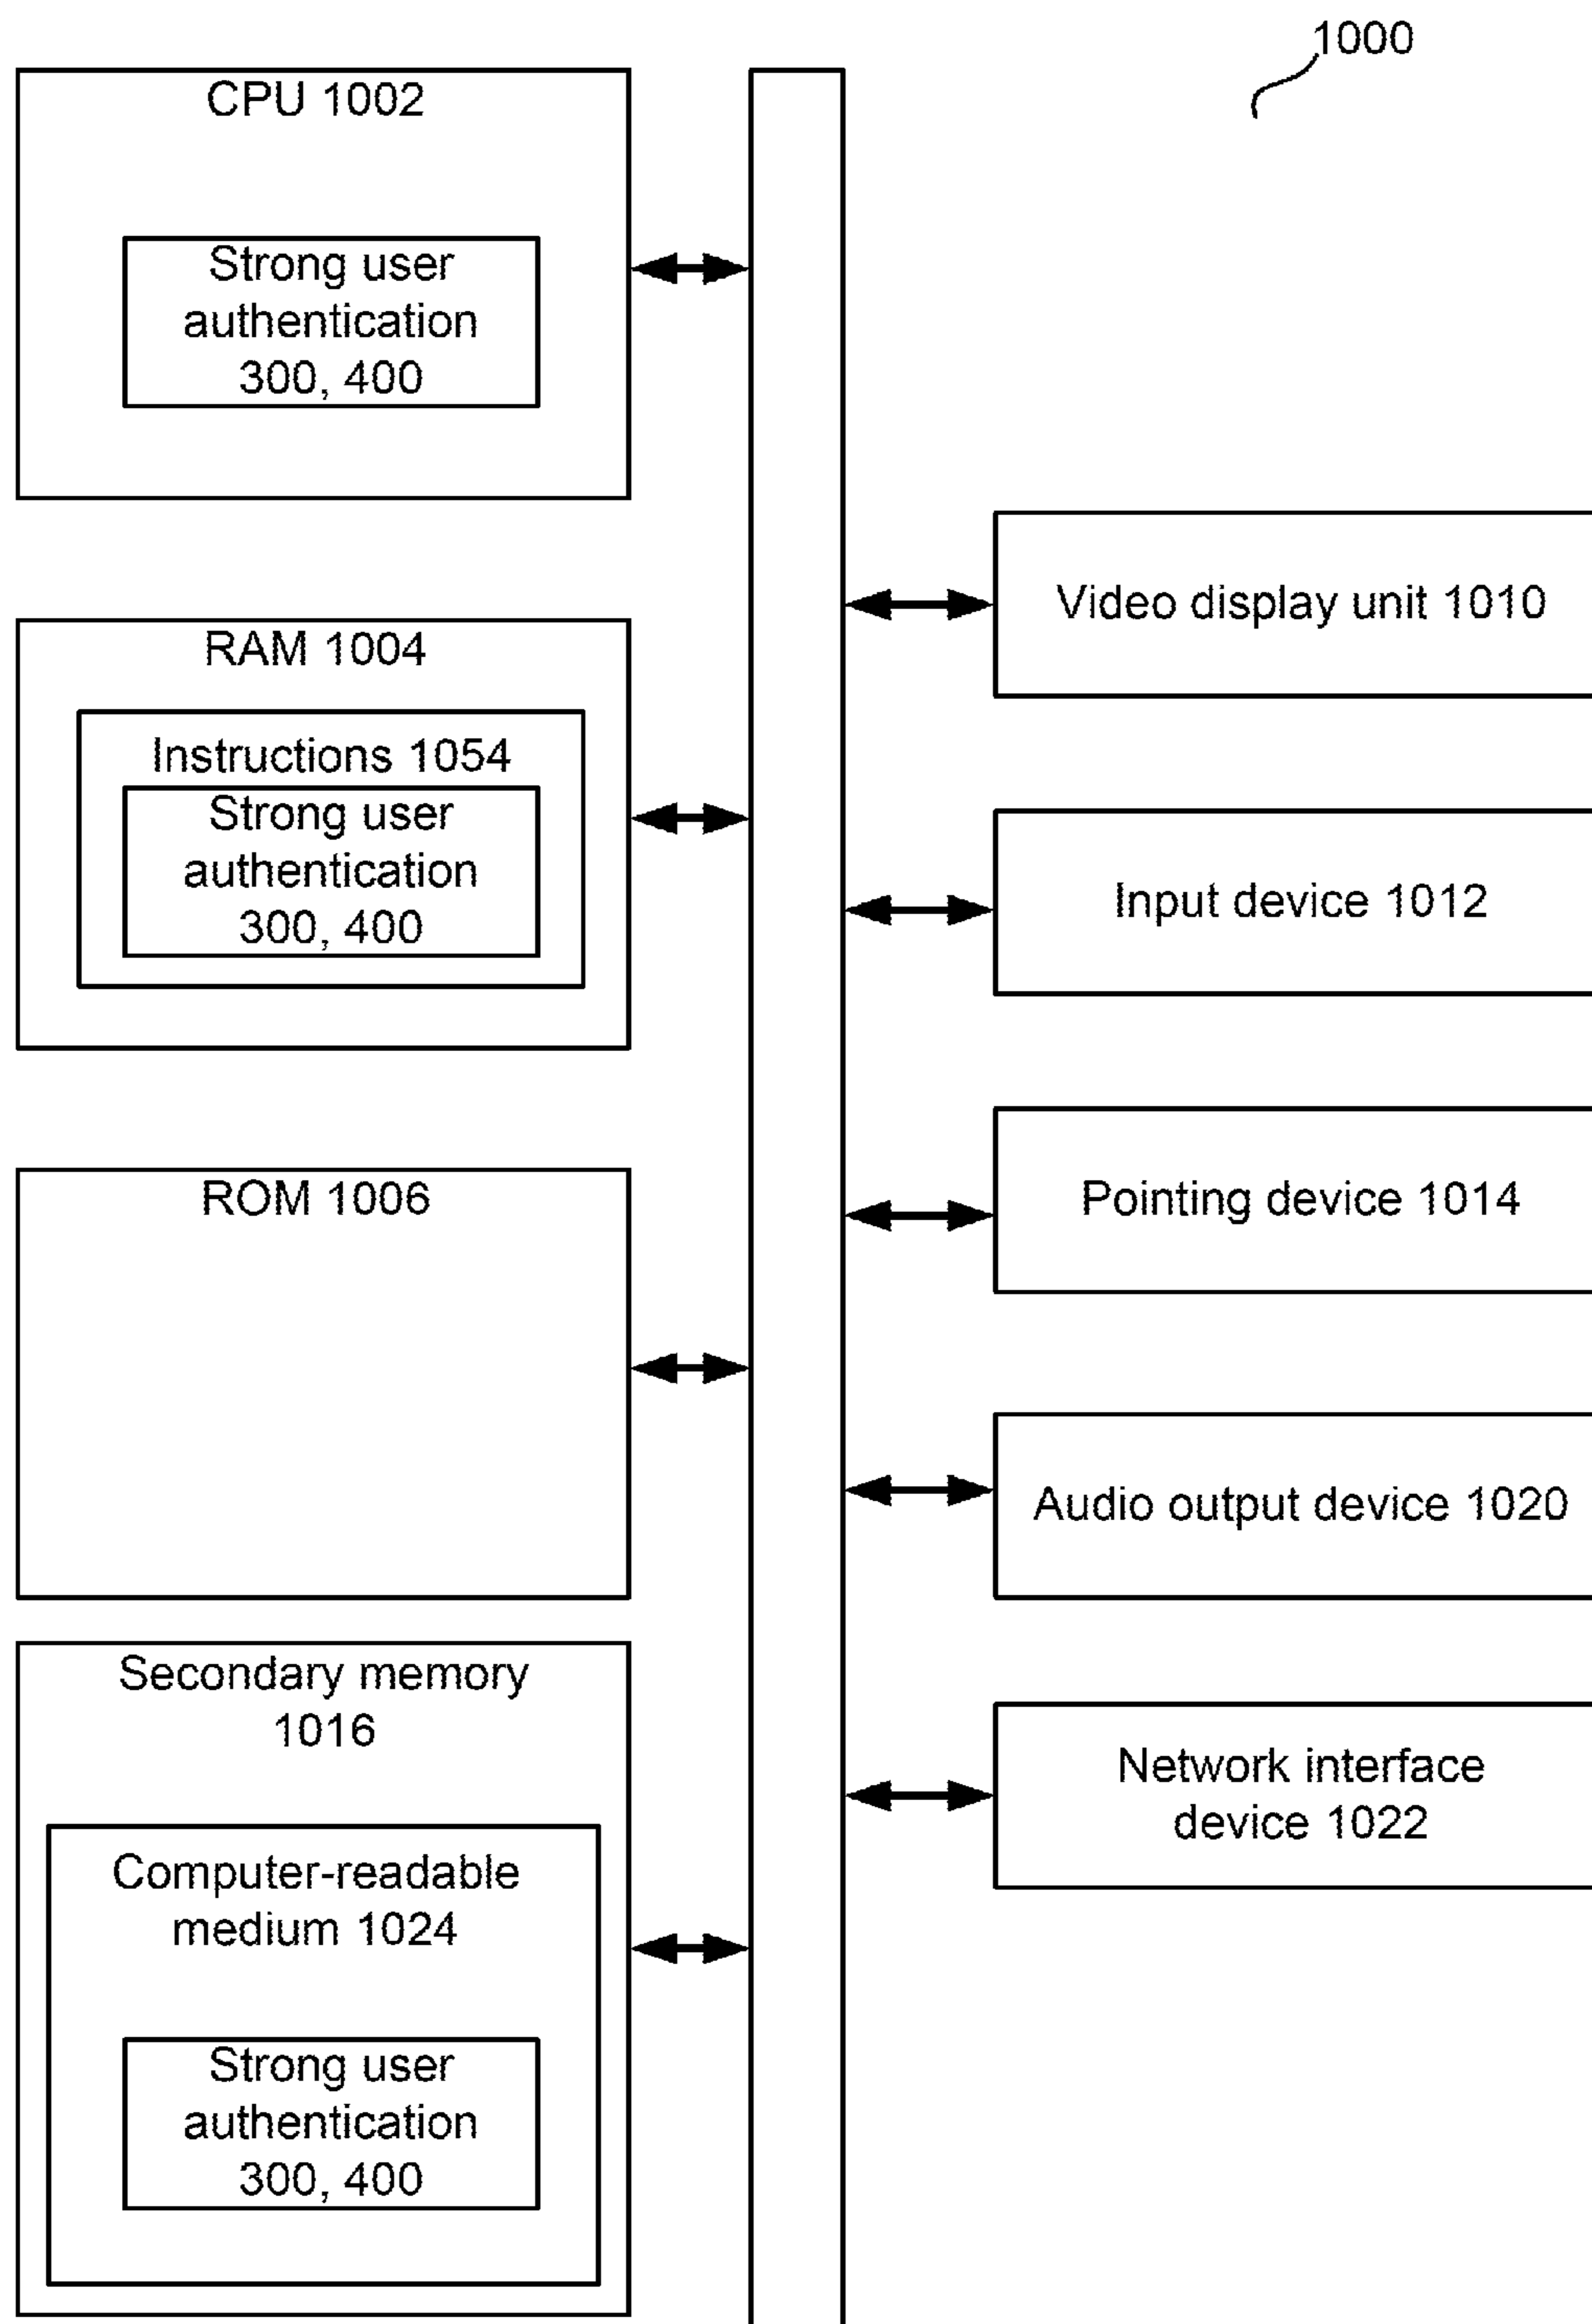 1000
CPU 1002
Strong user
authentication
300, 400
RAM 1004
Instructions 1054
Strong user
authentication
300, 400
ROM 1006
Secondary memory
1016
Computer-readable
medium 1024
Strong user
authentication
300, 400
Video display unit 1010
Input device 1012
Pointing device 1014
Audio output device 1020
Network interface
device 1022